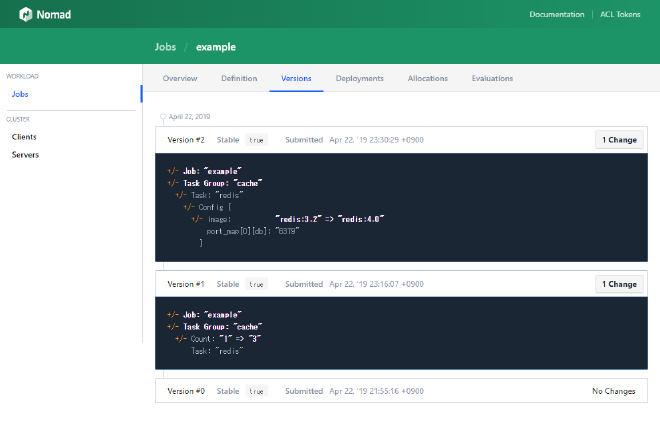 Nomad
Documentation ACL Tokens
Jobs / example
WORKLOAD
Jobs
CLUSTER
Clients
Servers
Overview Definition Versions Deployments Allocations Evaluations
April 22, 2019
Version #2 Stable true Submitted Apr 22, '19 23:30:29 +0900 1 Change
+/- Job: "example"
+/- Task Group: "cache"
+/- Task: "redis"
+/- Config {
+/- image: "redis:3.2" => "redis:4.0"
port_map[0][db]: "6379"
}
Version #1 Stable true Submitted Apr 22, '19 23:16:07 +0900 1 Change
+/- Job: "example"
+/- Task Group: "cache"
+/- Count: "1" => "3"
Task: "redis"
Version #0 Stable true Submitted Apr 22, '19 21:55:16 +0900 No Changes